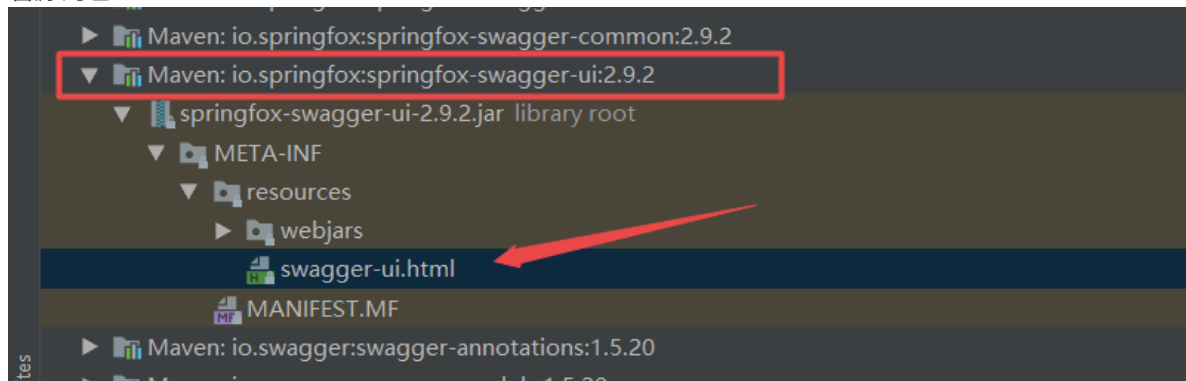 Maven: io.springfox:springfox-swagger-common:2.9.2
Maven: io.springfox:springfox-swagger-ui:2.9.2
springfox-swagger-ui-2.9.2.jar library root
META-INF
resources
webjars
swagger-ui.html
MANIFEST.MF
Maven: io.swagger:swagger-annotations:1.5.20
tes